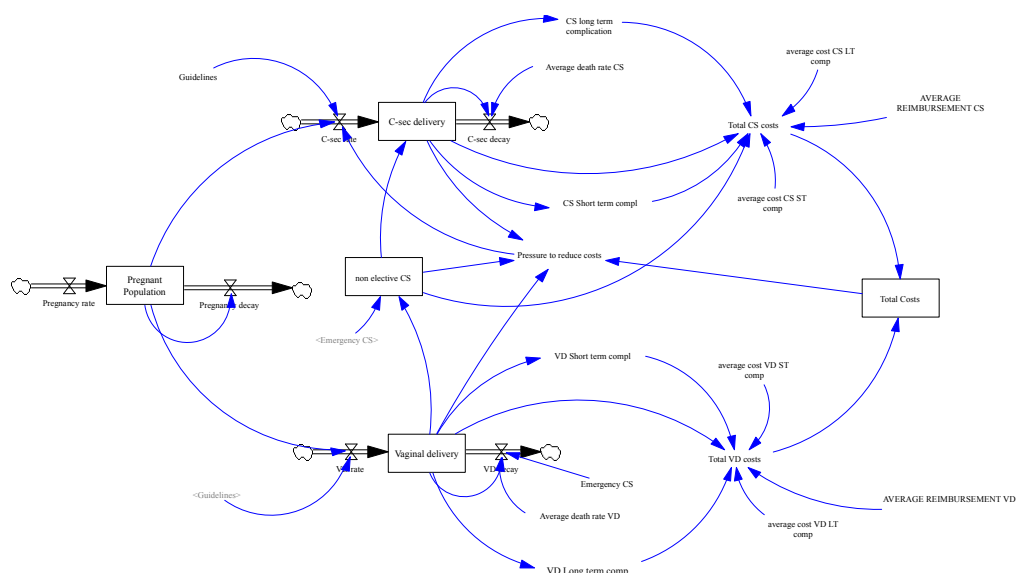 CS long term
complication
average cost CS LT
comp
Guidelines
Average death rate CS
AVERAGE
REIMBURSEMENT CS
C-sec delivery
C-sec rate
C-sec decay
Total CS costs
CS Short term compl
average cost CS ST
comp
Pressure to reduce costs
non elective CS
Pregnant
Population
Pregnancy rate
Pregnancy decay
Total Costs
<Emergency CS>
VD Short term compl
average cost VD ST
comp
Vaginal delivery
VD rate
VD decay
Total VD costs
Emergency CS
<Guidelines>
AVERAGE REIMBURSEMENT VD
Average death rate VD
average cost VD LT
comp
VD Long term comp